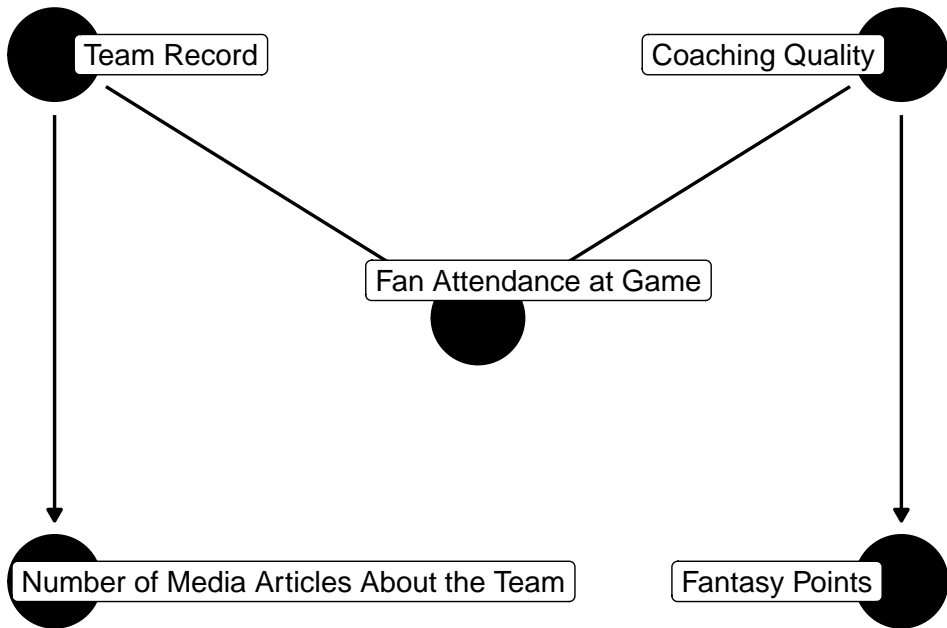 Team Record
Coaching Quality
Fan Attendance at Game
Number of Media Articles About the Team
Fantasy Points